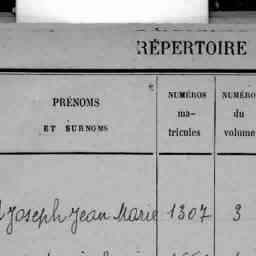 RÉPERTOIRE
PRÉNOMS
ET SURNOMS
NUMÉROS
ma-
tricules
NUMÉRO
du
volume
Joseph Jean Marie 1307 3